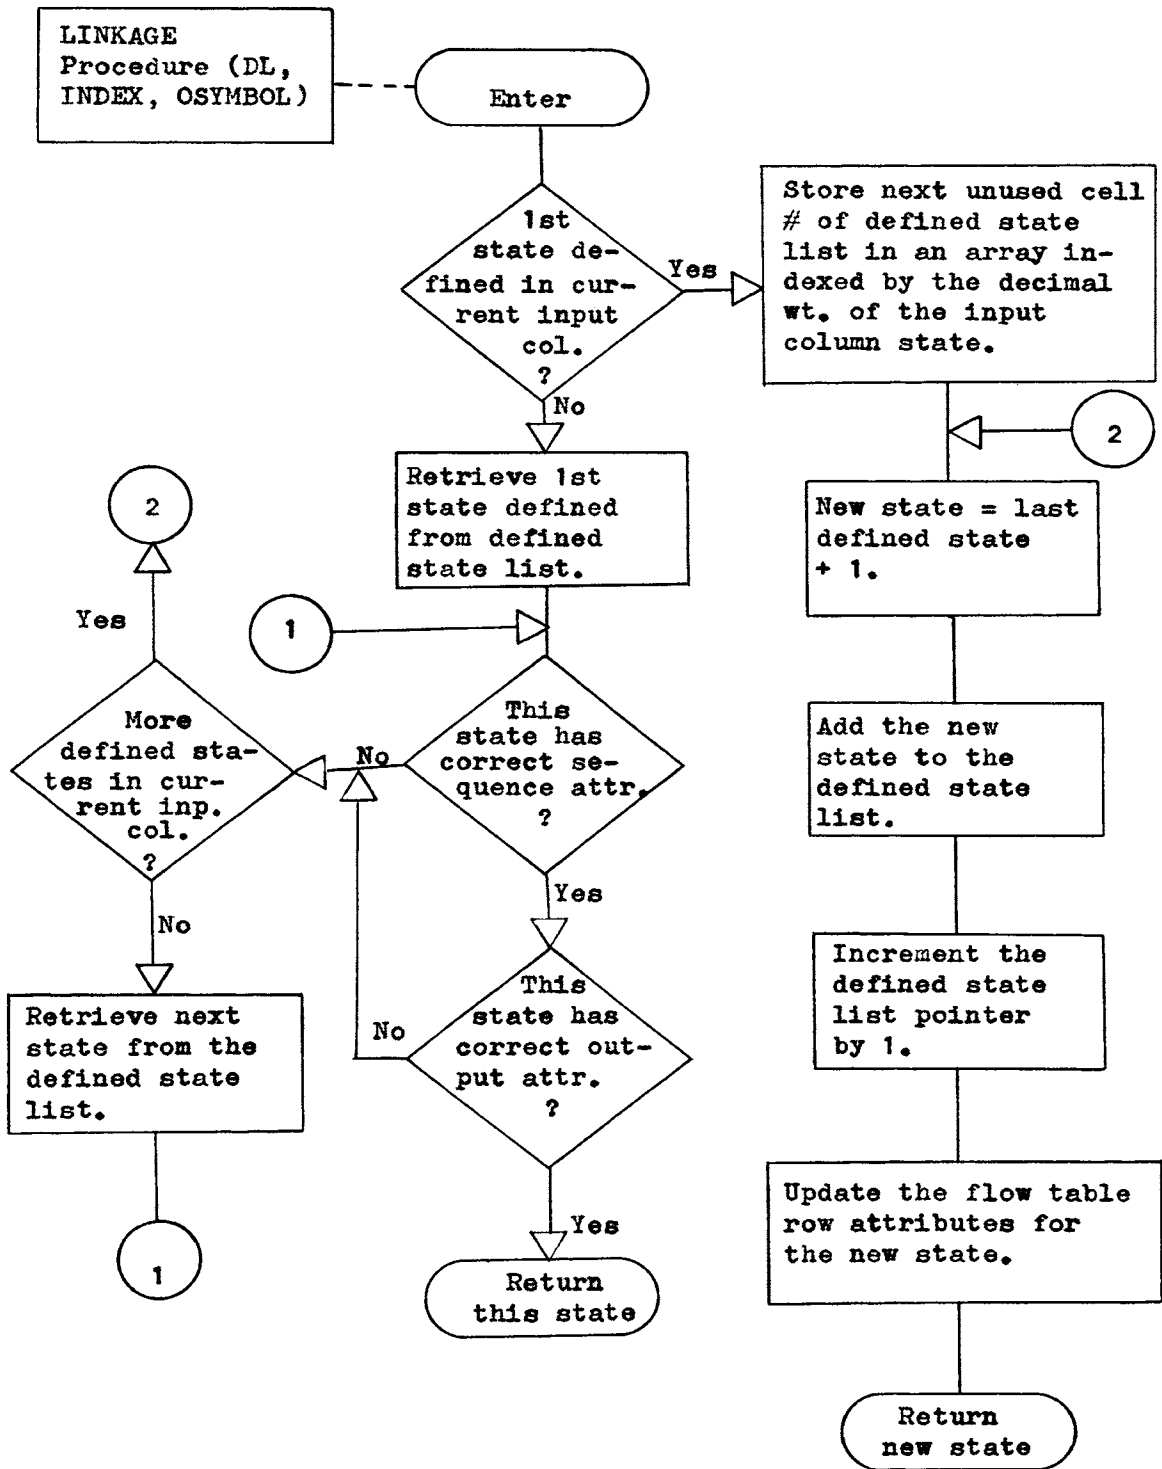 LINKAGE
Procedure (DL,
INDEX, OSYMBOL)
Enter
1st
state de-
fined in cur-
rent input
col.
?
Yes
No
Store next unused cell
# of defined state
list in an array in-
dexed by the decimal
wt. of the input
column state.
2
New state = last
defined state
+ 1.
Add the new
state to the
defined state
list.
Increment the
defined state
list pointer
by 1.
Update the flow table
row attributes for
the new state.
Return
new state
Retrieve 1st
state defined
from defined
state list.
1
This
state has
correct se-
quence attr.
?
No
Yes
This
state has
correct out-
put attr.
?
No
Yes
Return
this state
2
Yes
More
defined sta-
tes in cur-
rent inp.
col.
?
No
Retrieve next
state from the
defined state
list.
1